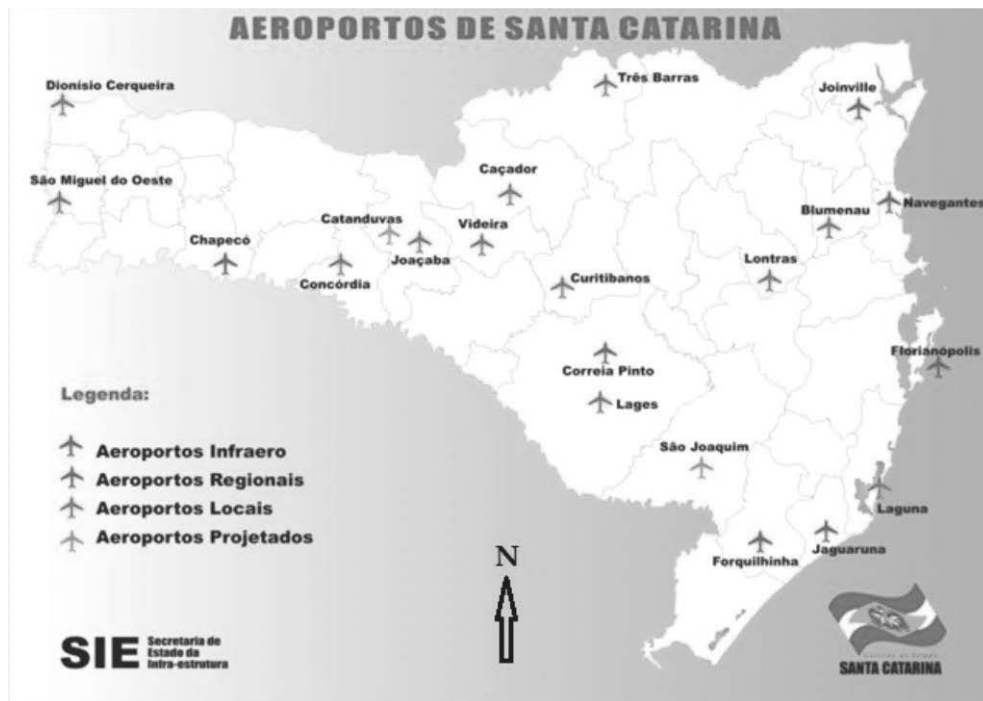 AEROPORTOS DE SANTA CATARINA
Dionísio Cerqueira
Três Barras
Joinville
São Miguel do Oeste
Caçador
Navegantes
Blumenau
Catanduvas
Videira
Chapecó
Joaçaba
Lontras
Concórdia
Curitibanos
Florianópolis
Correia Pinto
Lages
São Joaquim
Laguna
Jaguaruna
Forquilhinha
Legenda:
Aeroportos Infraero
Aeroportos Regionais
Aeroportos Locais
Aeroportos Projetados
N
SIE
Secretaria de
Estado da
Infra-estrutura
SANTA CATARINA